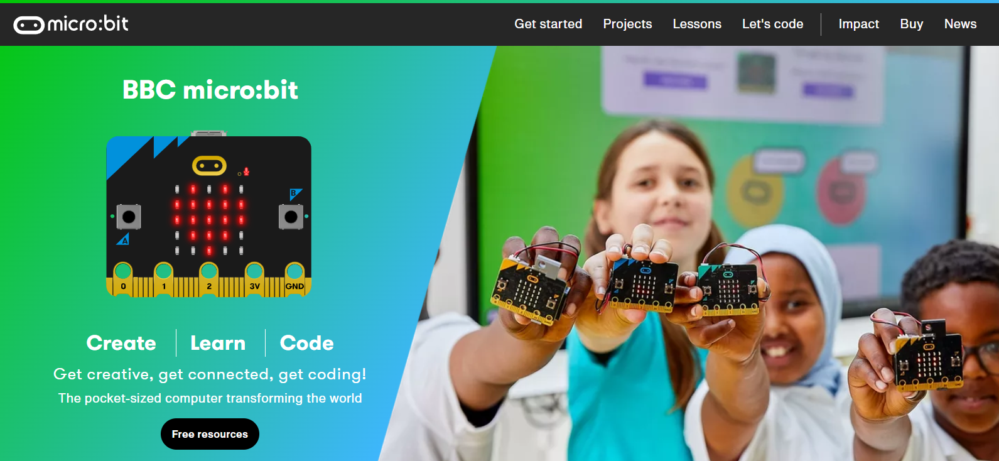 micro:bit
Get started Projects Lessons Let's code Impact Buy News
BBC micro:bit
B
A
0 1 2 3V GND
Create Learn Code
Get creative, get connected, get coding!
The pocket-sized computer transforming the world
Free resources